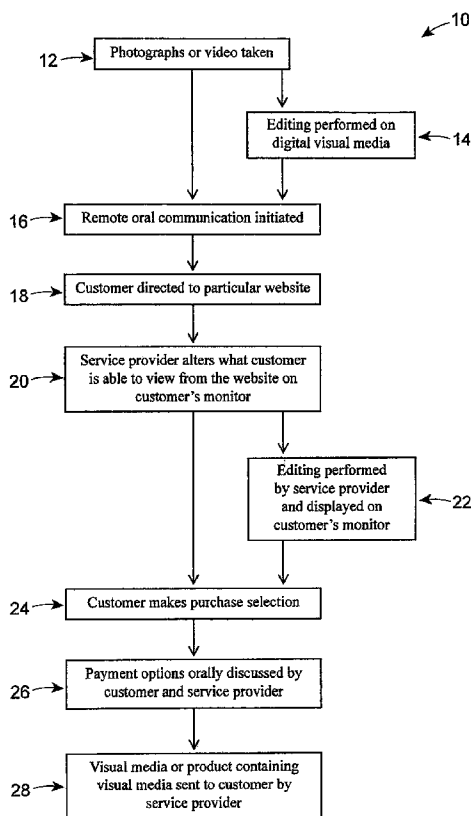 10
12
Photographs or video taken
Editing performed on
digital visual media
14
16
Remote oral communication initiated
18
Customer directed to particular website
20
Service provider alters what customer
is able to view from the website on
customer's monitor
Editing performed
by service provider
and displayed on
customer's monitor
22
24
Customer makes purchase selection
26
Payment options orally discussed by
customer and service provider
28
Visual media or product containing
visual media sent to customer by
service provider